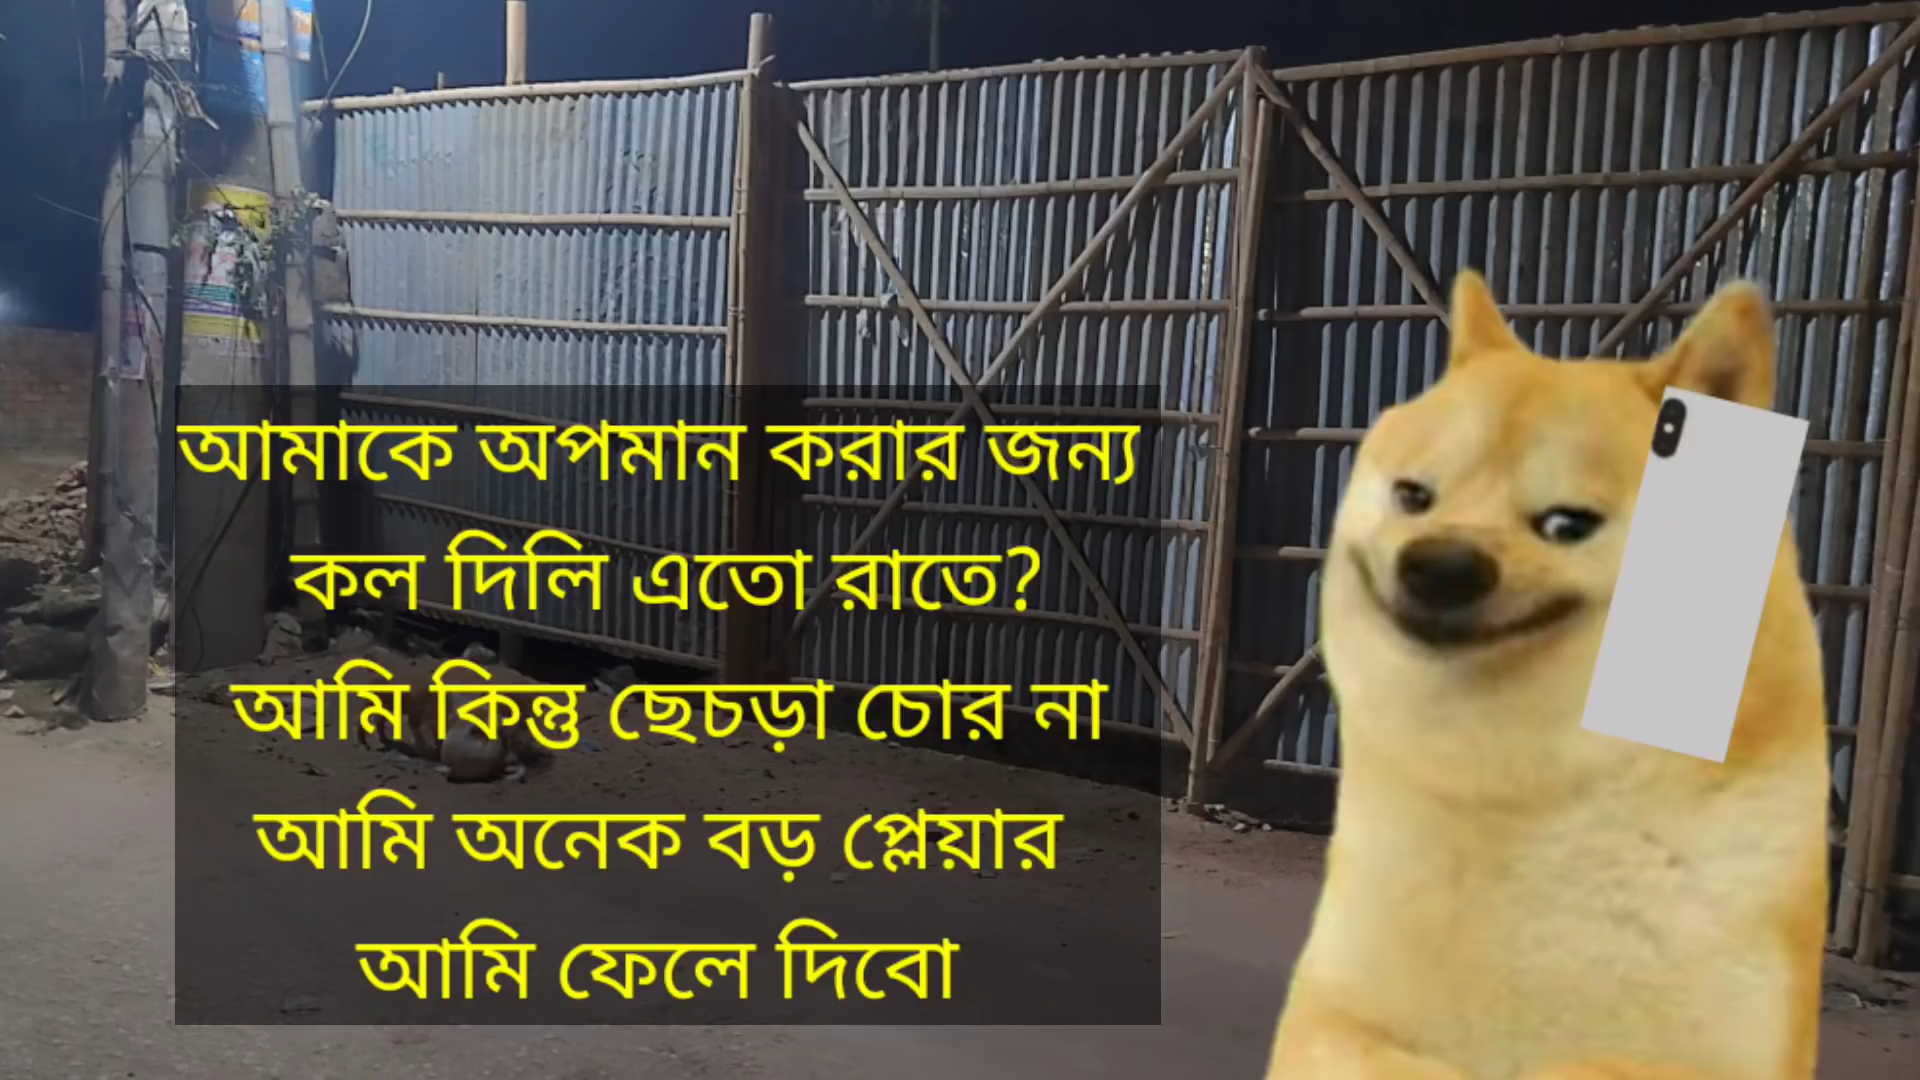 আমাকে অপমান করার জন্য
কল দিলি এতো রাতে?
আমি কিন্তু ছেচড়া চোর না
আমি অনেক বড় প্লেয়ার
আমি ফেলে দিবো